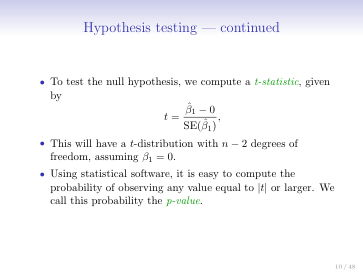 Hypothesis testing — continued
• To test the null hypothesis, we compute a t-statistic, given
by
t = (β̂₁ − 0) / SE(β̂₁),
• This will have a t-distribution with n − 2 degrees of
freedom, assuming β₁ = 0.
• Using statistical software, it is easy to compute the
probability of observing any value equal to |t| or larger. We
call this probability the p-value.
10 / 48